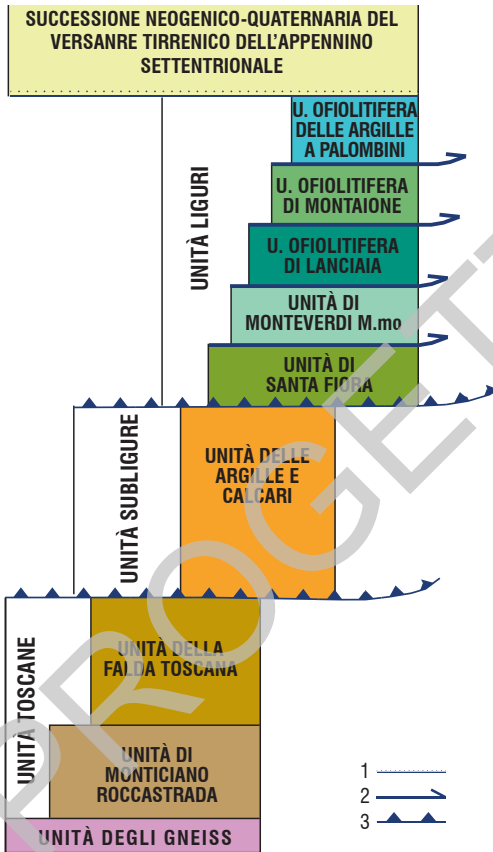 SUCCESSIONE NEOGENICO-QUATERNARIA DEL
VERSANRE TIRRENICO DELL'APPENNINO
SETTENTRIONALE
UNITÀ LIGURI
U. OFIOLITIFERA
DELLE ARGILLE
A PALOMBINI
U. OFIOLITIFERA
DI MONTAIONE
U. OFIOLITIFERA
DI LANCIAIA
UNITÀ DI
MONTEVERDI M.mo
UNITÀ DI
SANTA FIORA
UNITÀ SUBLIGURE
UNITÀ DELLE
ARGILLE E
CALCARI
UNITÀ TOSCANE
UNITÀ DELLA
FALDA TOSCANA
UNITÀ DI
MONTICIANO
ROCCASTRADA
UNITÀ DEGLI GNEISS
1
2
3
PROGET